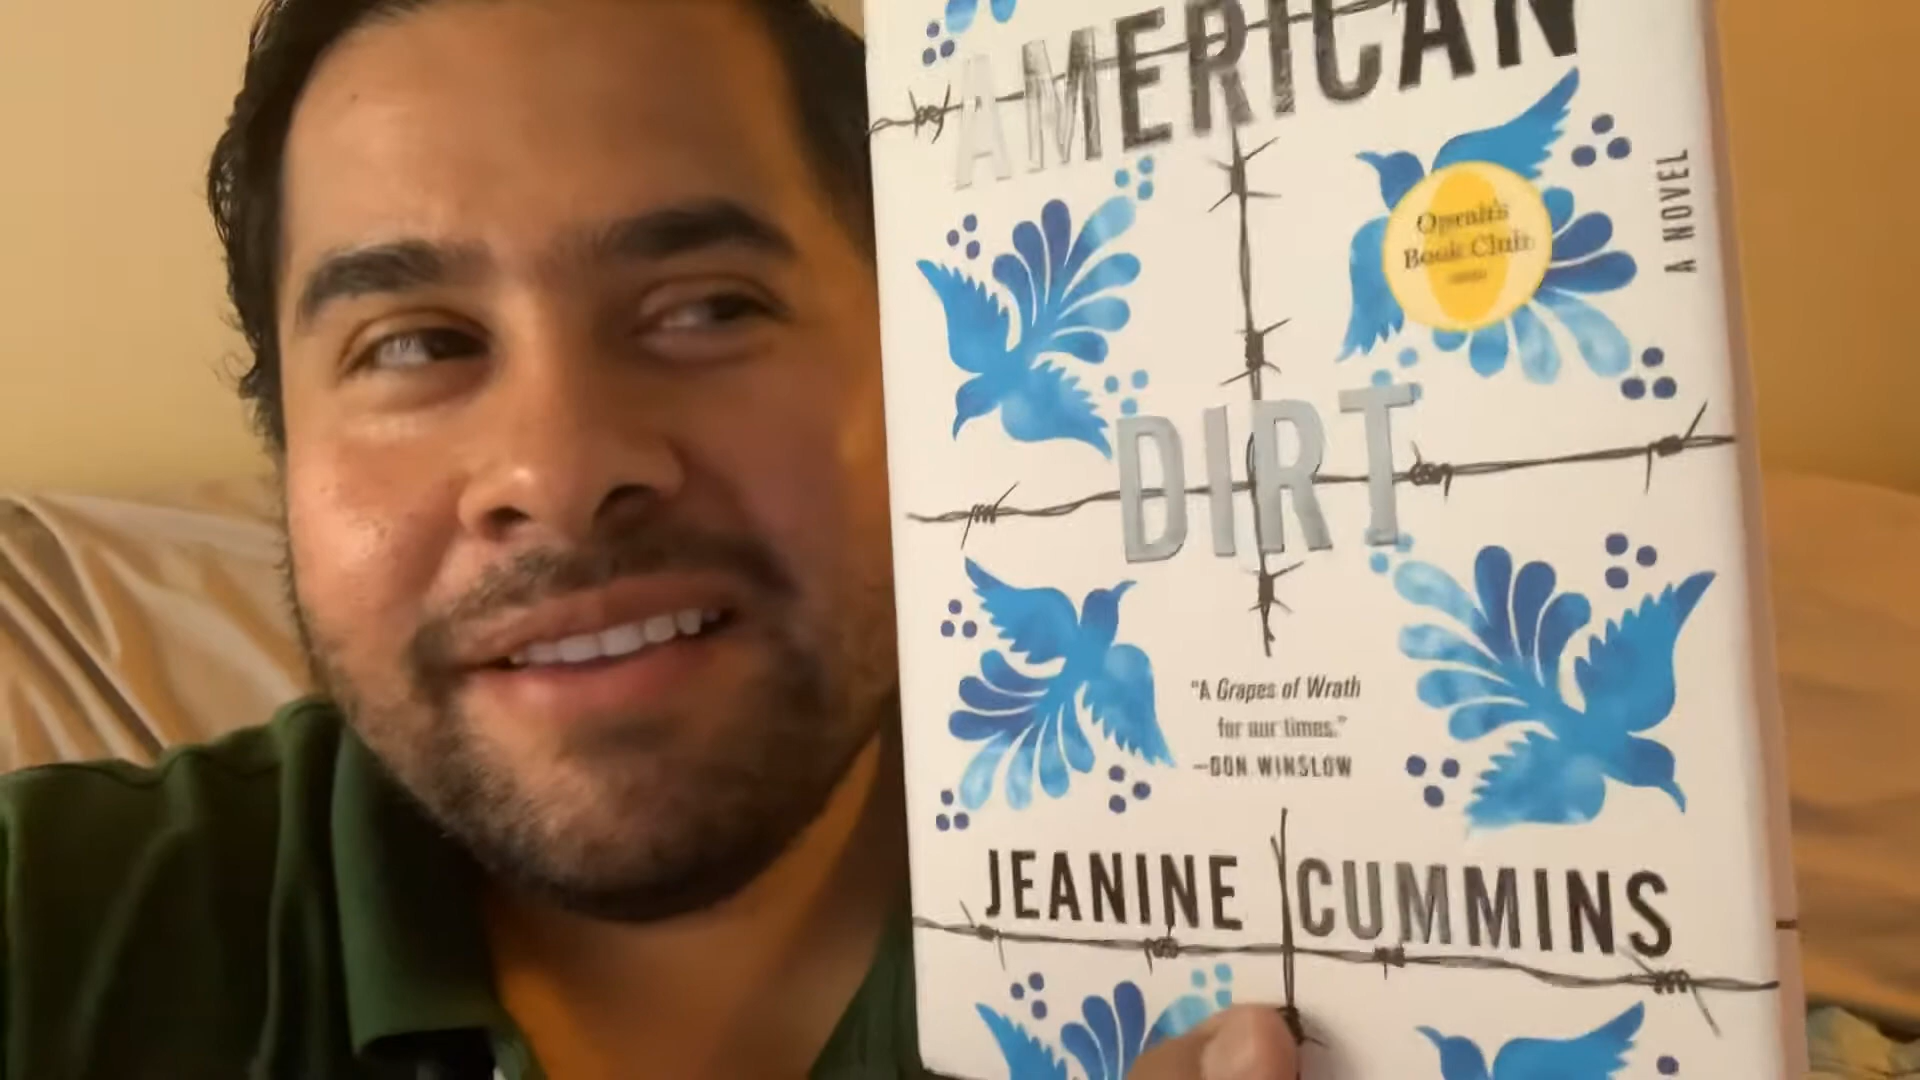 AMERICAN
A NOVEL
Oprah's
Book Club
DIRT
"A Grapes of Wrath
for our times."
—DON WINSLOW
JEANINE CUMMINS